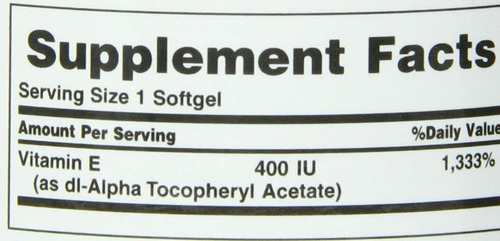 Supplement Facts
Serving Size 1 Softgel
Amount Per Serving %Daily Value
Vitamin E 400 IU 1,333%
(as dl-Alpha Tocopheryl Acetate)